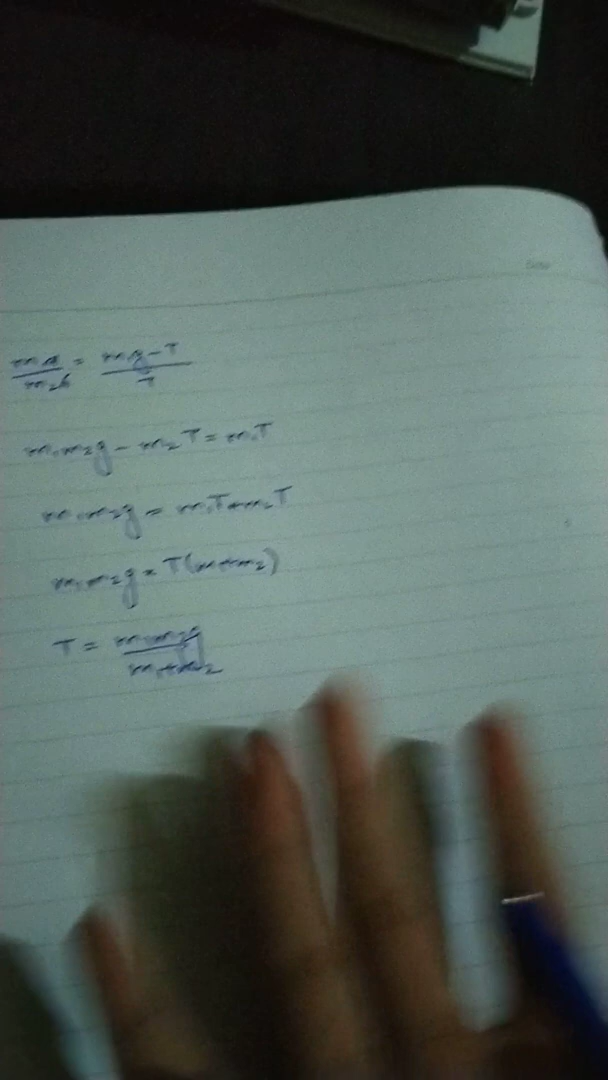 m₁a/m₂a = m₁g-T/T
m₁m₂g - m₂T = m₁T
m₁m₂g = m₁T+m₂T
m₁m₂g = T(m₁+m₂)
T = m₁m₂g/m₁+m₂